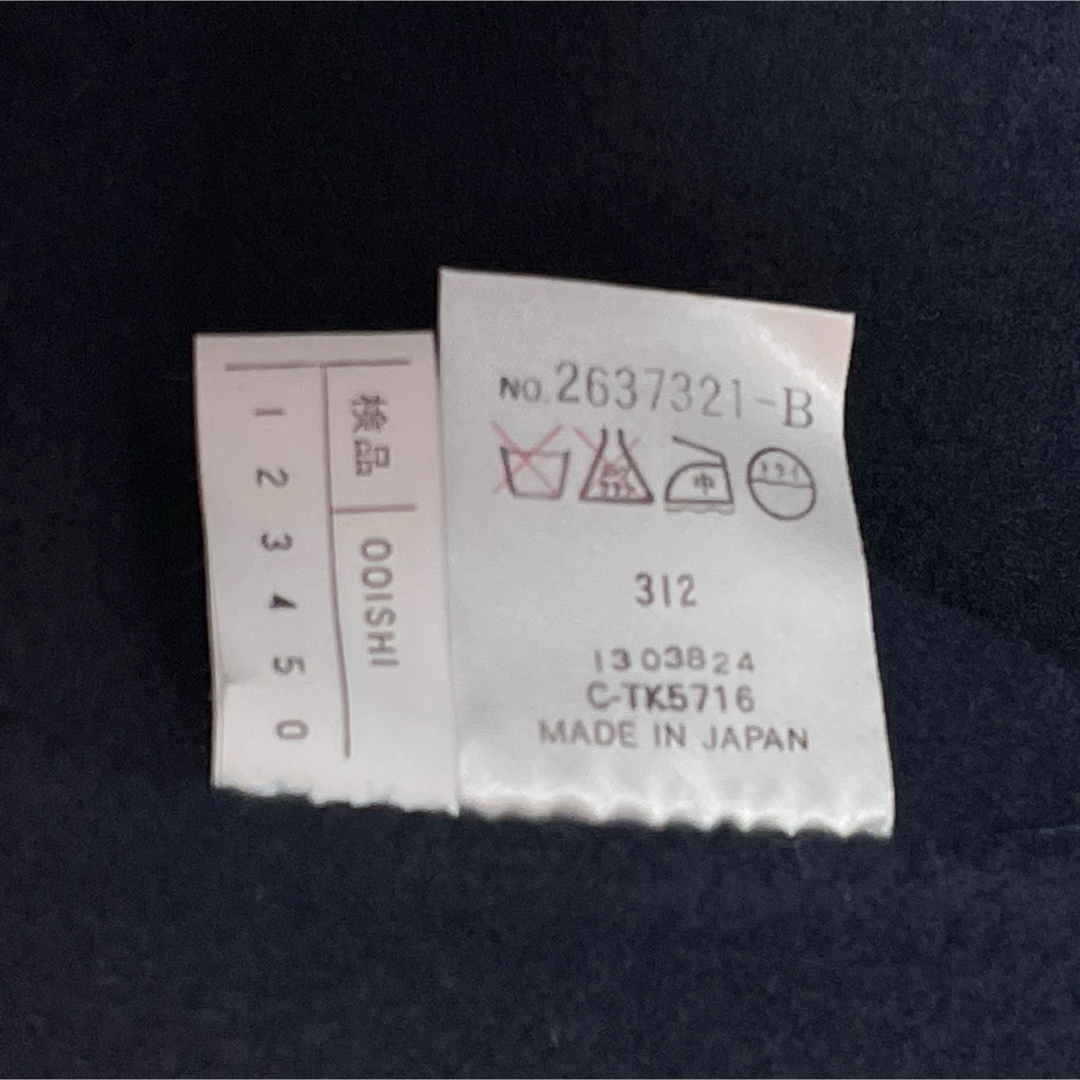 検品 OOISHI
1 2 3 4 5 0
NO.2637321-B
中
ドライ
312
1303824
C-TK5716
MADE IN JAPAN